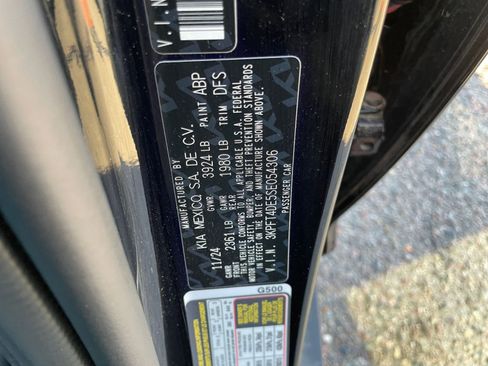 V.I.N
MANUFACTURED BY
KIA MEXICO, S.A. DE C.V.
11/24 GVWR 3924 LB PAINT ABP
GAWR FRONT 2361 LB GAWR REAR 1980 LB TRIM DFS
THIS VEHICLE CONFORMS TO ALL APPLICABLE U.S.A. FEDERAL
MOTOR VEHICLE SAFETY, BUMPER, AND THEFT PREVENTION STANDARDS
IN EFFECT ON THE DATE OF MANUFACTURE SHOWN ABOVE.
V.I.N. 3KPFT4DE5SE054306
PASSENGER CAR
G500